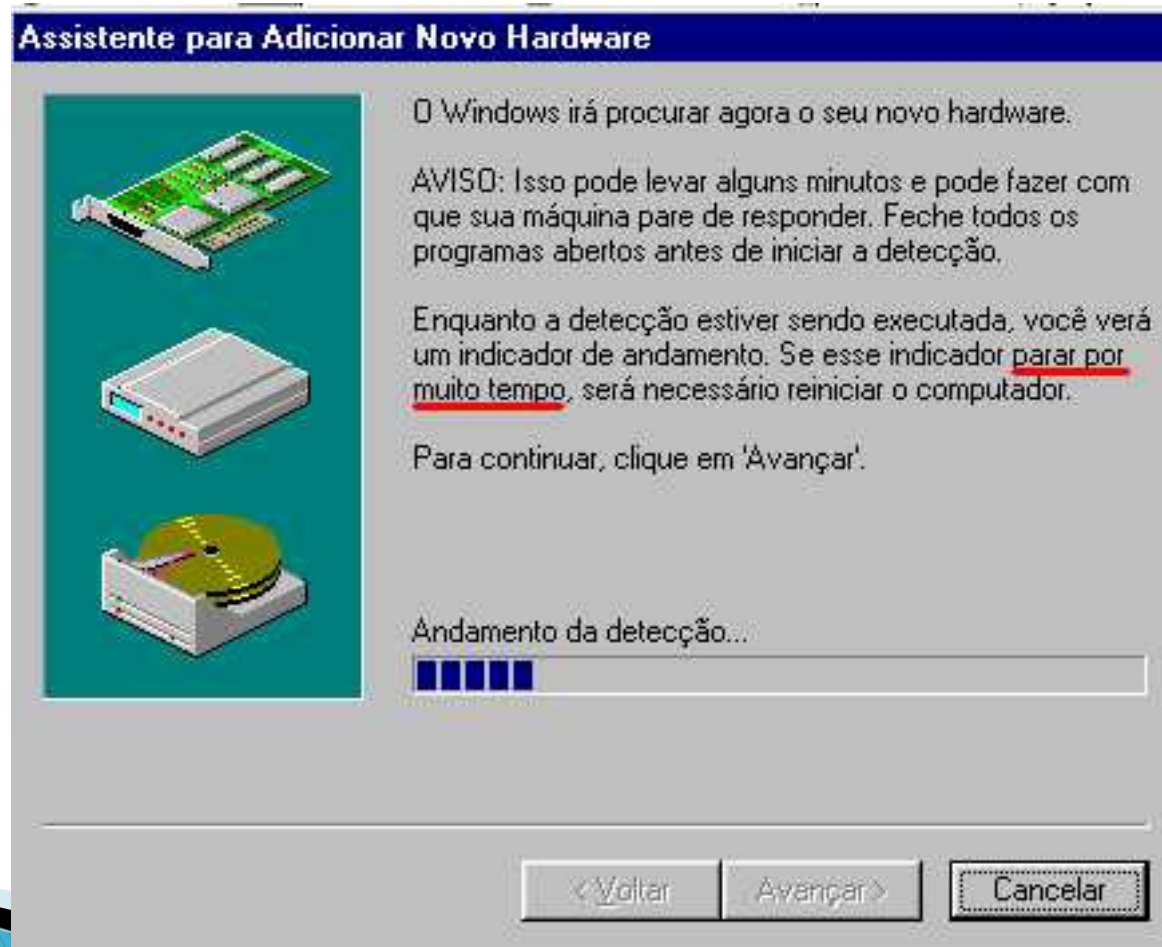 Assistente para Adicionar Novo Hardware
O Windows irá procurar agora o seu novo hardware.
AVISO: Isso pode levar alguns minutos e pode fazer com
que sua máquina pare de responder. Feche todos os
programas abertos antes de iniciar a detecção.
Enquanto a detecção estiver sendo executada, você verá
um indicador de andamento. Se esse indicador parar por
muito tempo, será necessário reiniciar o computador.
Para continuar, clique em 'Avançar'.
Andamento da detecção...
< Voltar
Avançar >
Cancelar